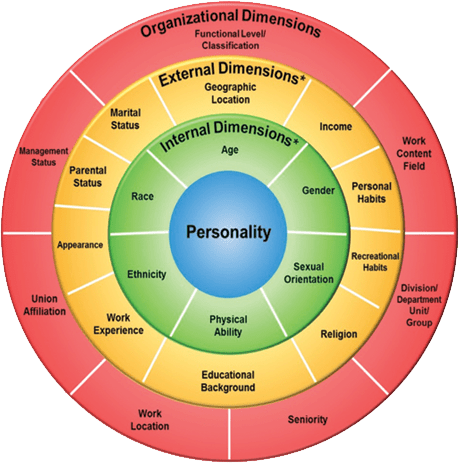 Organizational Dimensions
Functional Level/
Classification
External Dimensions*
Geographic
Location
Marital
Status
Income
Internal Dimensions*
Age
Management
Status
Work
Content
Field
Parental
Status
Personal
Habits
Race
Gender
Personality
Appearance
Recreational
Habits
Ethnicity
Sexual
Orientation
Union
Affiliation
Division/
Department
Unit/
Group
Work
Experience
Physical
Ability
Religion
Educational
Background
Work
Location
Seniority